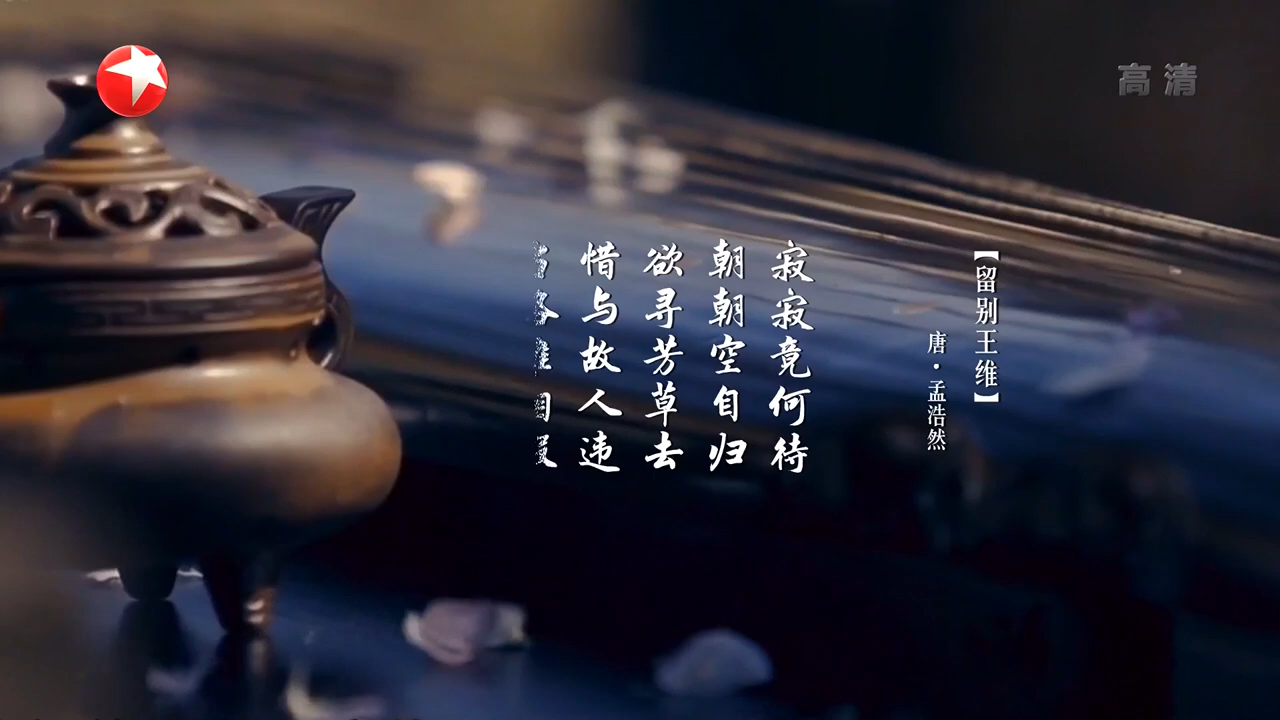 高清
【留别王维】
唐·孟浩然
寂寂竟何待
朝朝空自归
欲寻芳草去
惜与故人违